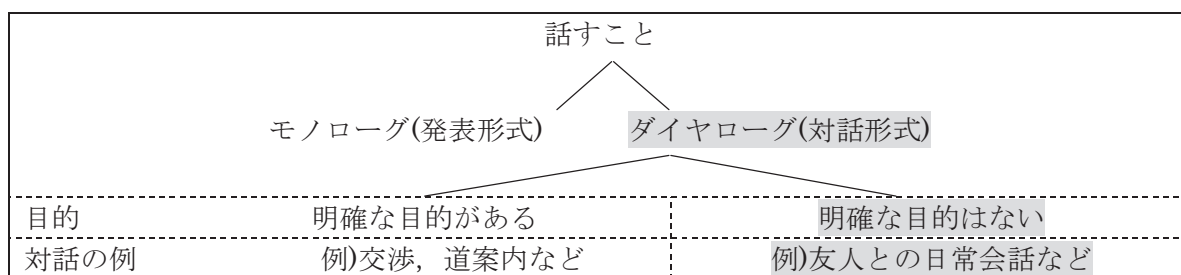 話すこと
モノローグ(発表形式) ダイヤローグ(対話形式)
目的 明確な目的がある 明確な目的はない
対話の例 例)交渉，道案内など 例)友人との日常会話など